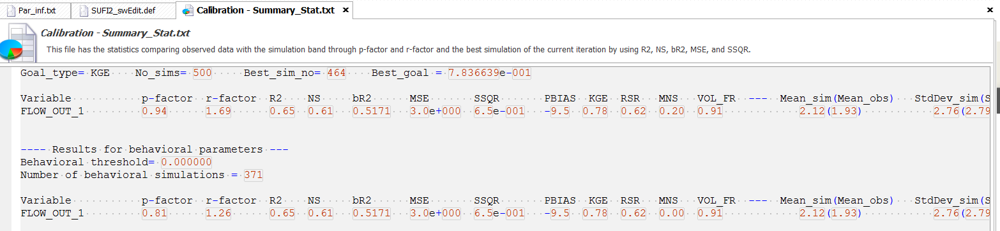 Par_inf.txt SUFI2_swEdit.def Calibration - Summary_Stat.txt
Calibration - Summary_Stat.txt
This file has the statistics comparing observed data with the simulation band through p-factor and r-factor and the best simulation of the current iteration by using R2, NS, bR2, MSE, and SSQR.
Goal_type= KGE No_sims= 500 Best_sim_no= 464 Best_goal = 7.836639e-001
Variable p-factor r-factor R2 NS bR2 MSE SSQR PBIAS KGE RSR MNS VOL_FR --- Mean_sim(Mean_obs) StdDev_sim(S
FLOW_OUT_1 0.94 1.69 0.65 0.61 0.5171 3.0e+000 6.5e-001 -9.5 0.78 0.62 0.20 0.91 2.12(1.93) 2.76(2.79
---- Results for behavioral parameters ---
Behavioral threshold= 0.000000
Number of behavioral simulations = 371
Variable p-factor r-factor R2 NS bR2 MSE SSQR PBIAS KGE RSR MNS VOL_FR --- Mean_sim(Mean_obs) StdDev_sim(S
FLOW_OUT_1 0.81 1.26 0.65 0.61 0.5171 3.0e+000 6.5e-001 -9.5 0.78 0.62 0.00 0.91 2.12(1.93) 2.76(2.79